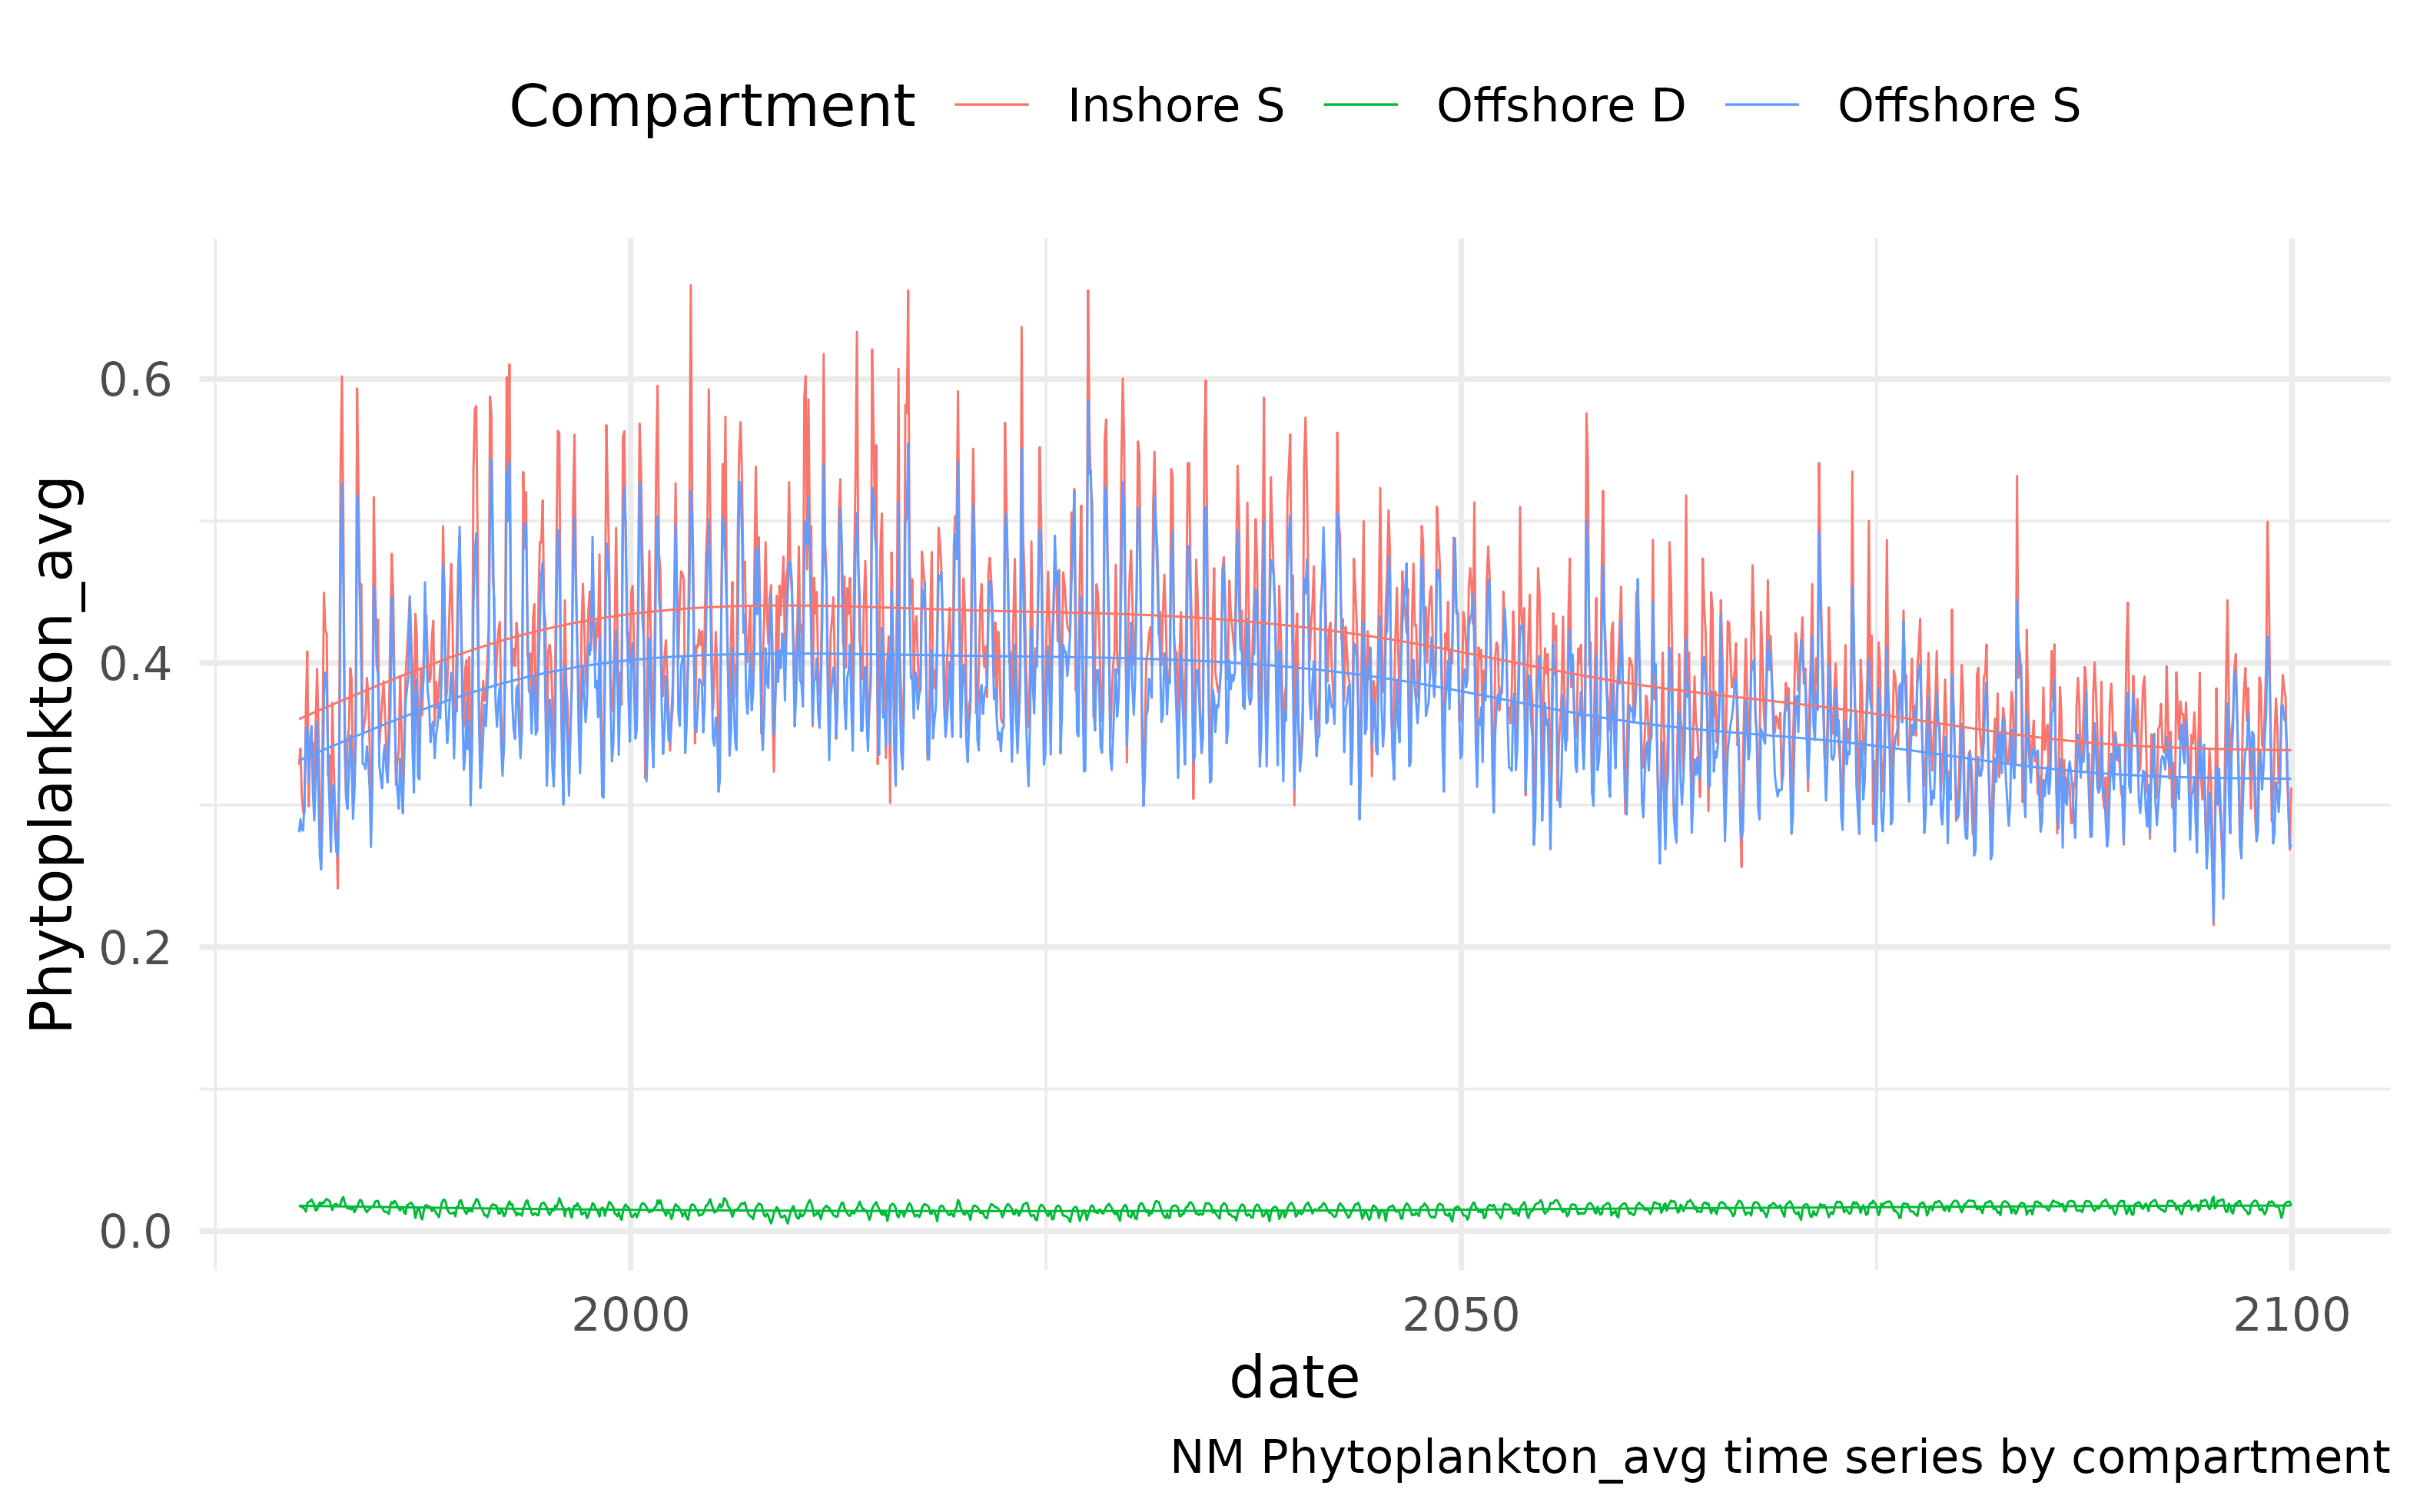 Compartment Inshore S Offshore D Offshore S
Phytoplankton_avg
0.6
0.4
0.2
0.0
2000 2050 2100
date
NM Phytoplankton_avg time series by compartment